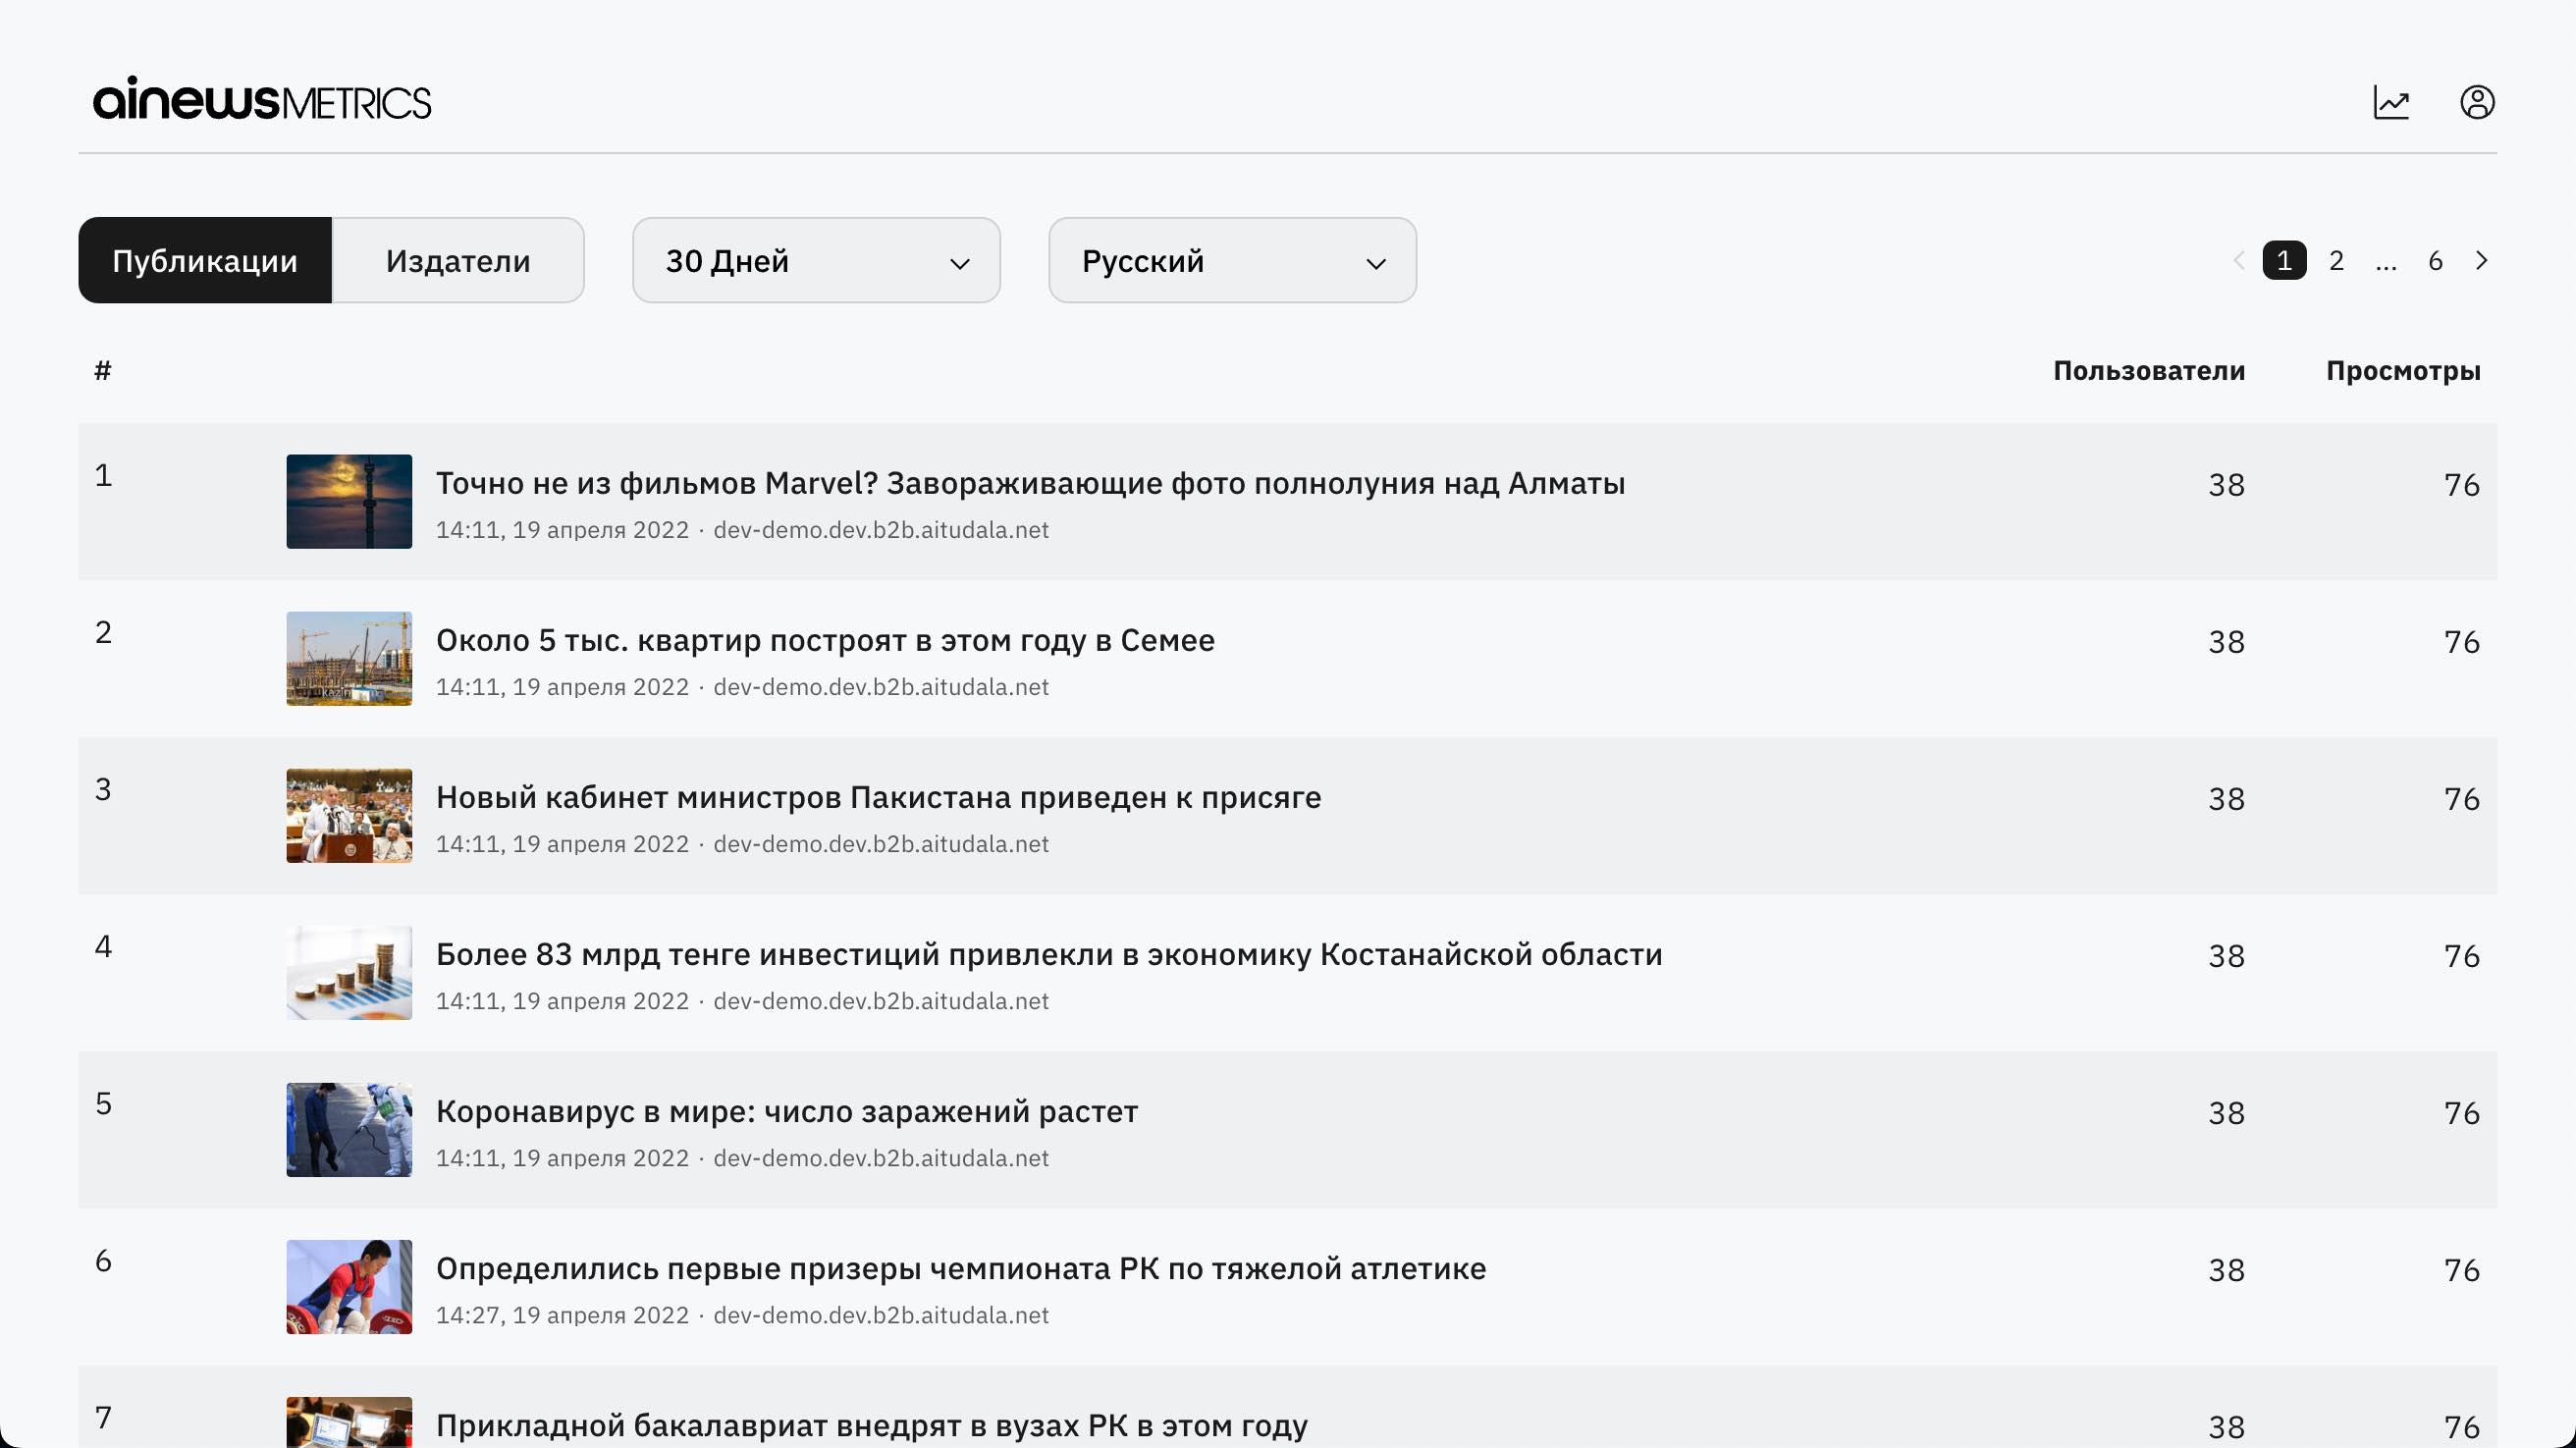 ainewsMETRICS
Публикации Издатели 30 Дней Русский 1 2 ... 6
# Пользователи Просмотры
1 Точно не из фильмов Marvel? Завораживающие фото полнолуния над Алматы 38 76
14:11, 19 апреля 2022 · dev-demo.dev.b2b.aitudala.net
2 Около 5 тыс. квартир построят в этом году в Семее 38 76
14:11, 19 апреля 2022 · dev-demo.dev.b2b.aitudala.net
3 Новый кабинет министров Пакистана приведен к присяге 38 76
14:11, 19 апреля 2022 · dev-demo.dev.b2b.aitudala.net
4 Более 83 млрд тенге инвестиций привлекли в экономику Костанайской области 38 76
14:11, 19 апреля 2022 · dev-demo.dev.b2b.aitudala.net
5 Коронавирус в мире: число заражений растет 38 76
14:11, 19 апреля 2022 · dev-demo.dev.b2b.aitudala.net
6 Определились первые призеры чемпионата РК по тяжелой атлетике 38 76
14:27, 19 апреля 2022 · dev-demo.dev.b2b.aitudala.net
7 Прикладной бакалавриат внедрят в вузах РК в этом году 38 76